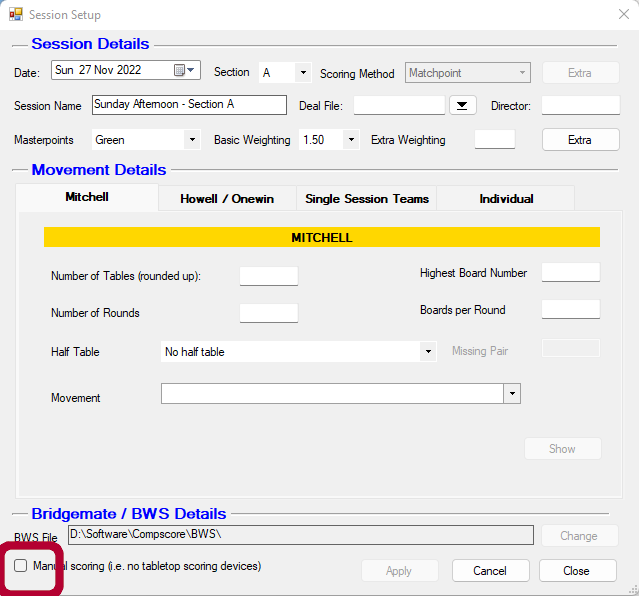 Session Setup
Session Details
Date: Sun 27 Nov 2022 Section A Scoring Method Matchpoint Extra
Session Name Sunday Afternoon - Section A Deal File: Director:
Masterpoints Green Basic Weighting 1.50 Extra Weighting Extra
Movement Details
Mitchell Howell / Onewin Single Session Teams Individual
MITCHELL
Number of Tables (rounded up): Highest Board Number
Number of Rounds Boards per Round
Half Table No half table Missing Pair
Movement
Show
Bridgemate / BWS Details
BWS File D:\Software\Compscore\BWS\ Change
Manual scoring (i.e. no tabletop scoring devices)
Apply Cancel Close